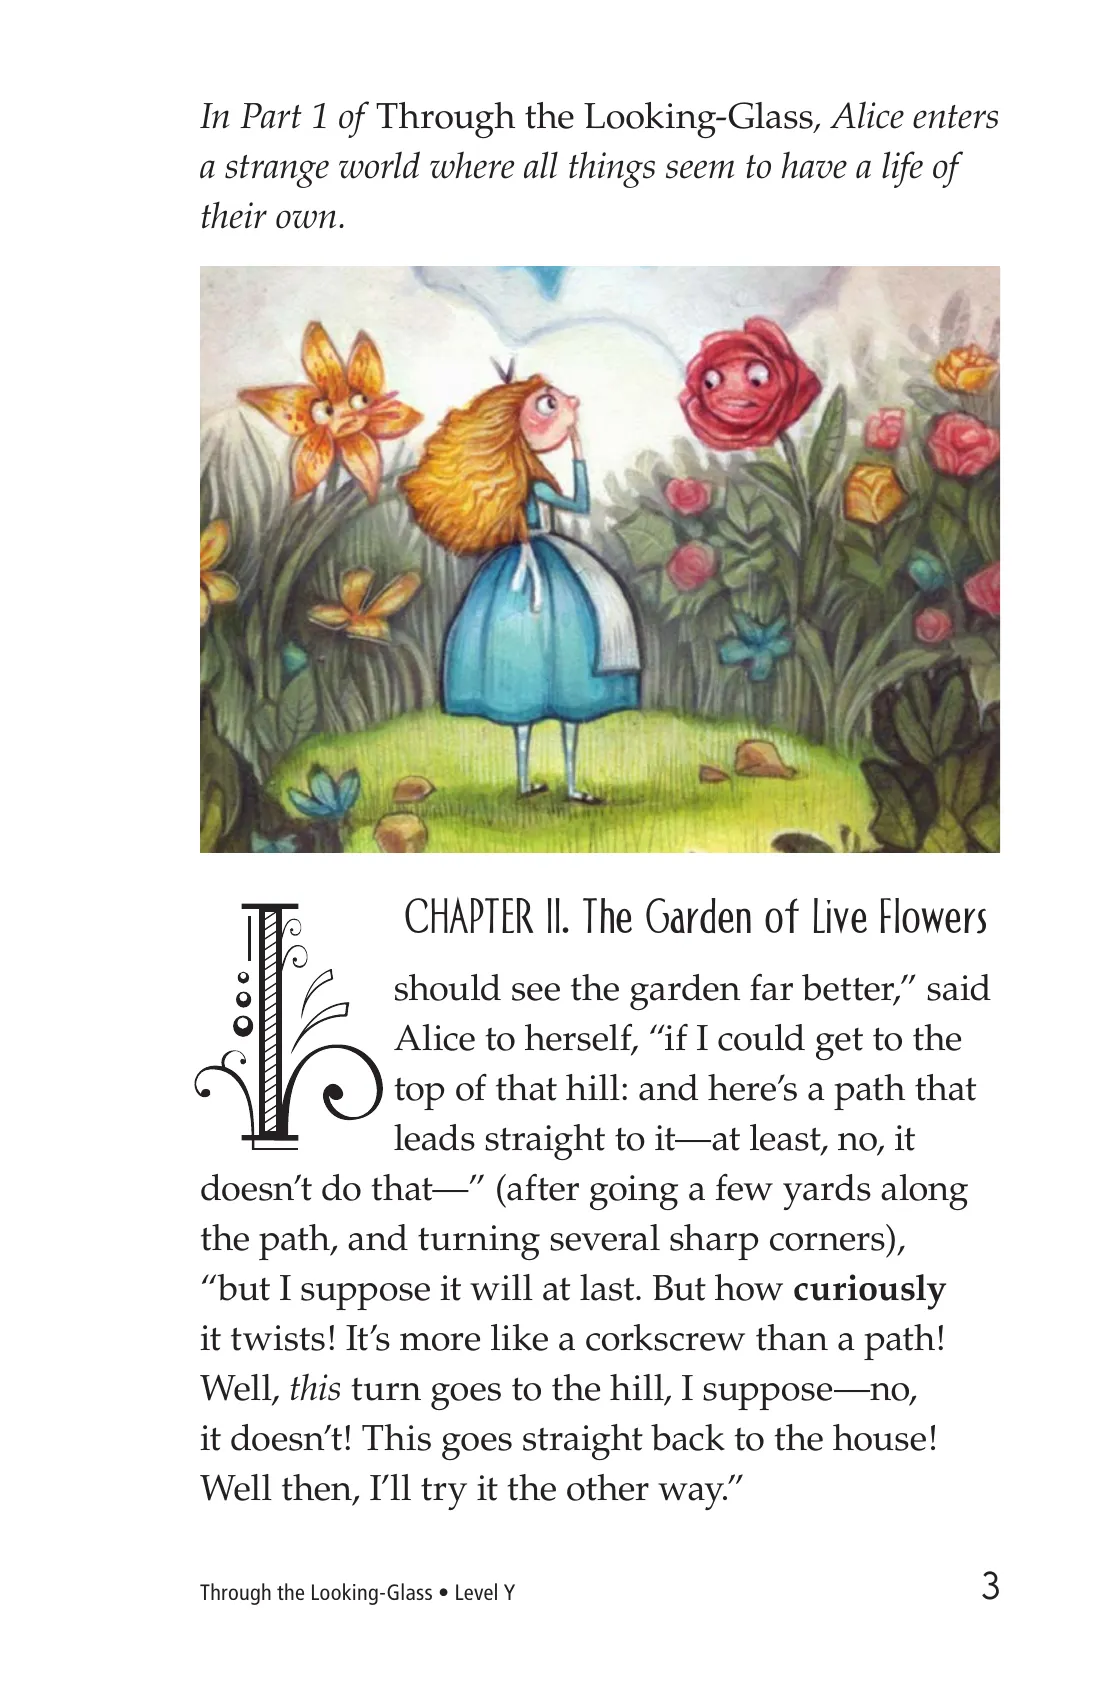 In Part 1 of Through the Looking-Glass, Alice enters
a strange world where all things seem to have a life of
their own.
CHAPTER II. The Garden of Live Flowers
I should see the garden far better,” said
Alice to herself, “if I could get to the
top of that hill: and here’s a path that
leads straight to it—at least, no, it
doesn’t do that—” (after going a few yards along
the path, and turning several sharp corners),
“but I suppose it will at last. But how curiously
it twists! It’s more like a corkscrew than a path!
Well, this turn goes to the hill, I suppose—no,
it doesn’t! This goes straight back to the house!
Well then, I’ll try it the other way.”
Through the Looking-Glass • Level Y
3